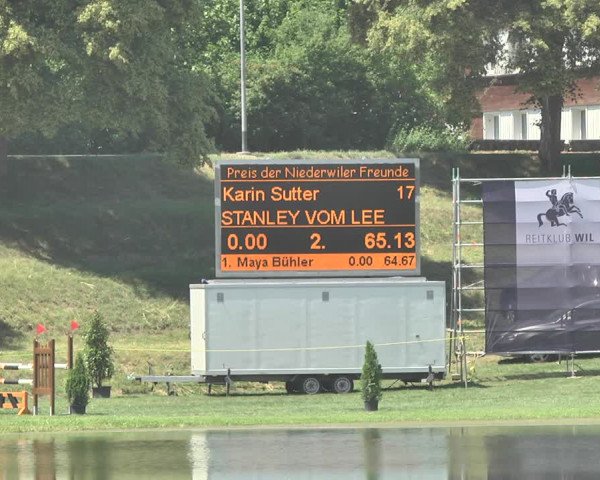 Preis der Niederwiler Freunde
Karin Sutter 17
STANLEY VOM LEE
0.00 2. 65.13
1. Maya Bühler 0.00 64.67
REITKLUB WIL